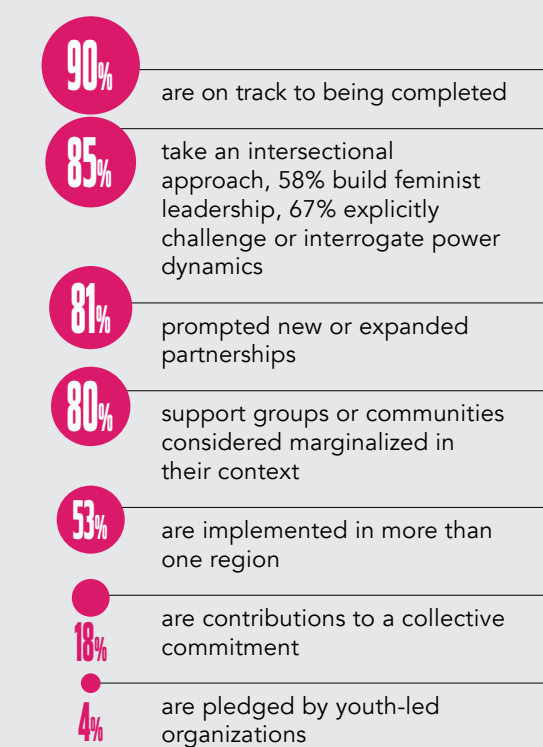 90%
are on track to being completed
85%
take an intersectional
approach, 58% build feminist
leadership, 67% explicitly
challenge or interrogate power
dynamics
81%
prompted new or expanded
partnerships
80%
support groups or communities
considered marginalized in
their context
53%
are implemented in more than
one region
18%
are contributions to a collective
commitment
4%
are pledged by youth-led
organizations